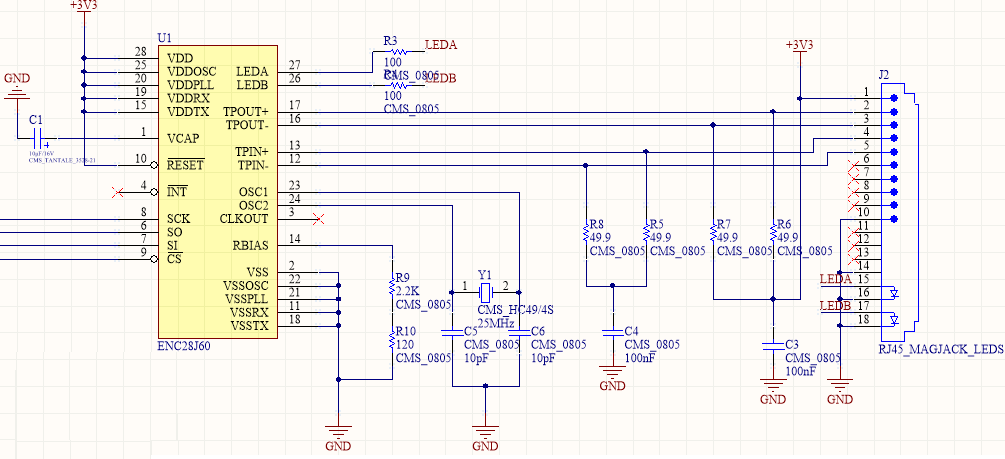 +3V3
U1
28 VDD
25 VDDOSC
20 VDDPLL
19 VDDRX
15 VDDTX
1 VCAP
10 RESET
4 INT
8 SCK
6 SO
7 SI
9 CS
LEDA 27
LEDB 26
TPOUT+ 17
TPOUT- 16
TPIN+ 13
TPIN- 12
OSC1 23
OSC2 24
CLKOUT 3
RBIAS 14
VSS 2
VSSOSC 22
VSSPLL 21
VSSRX 11
VSSTX 18
ENC28J60
GND
C1
+
10µF/16V
CMS_TANTALE_3528-21
R3
100
CMS_0805
LEDA
100
CMS_0805
LEDB
R9
2.2K
CMS_0805
R10
120
CMS_0805
GND
Y1
1 2
CMS_HC49/4S
25MHz
C5
CMS_0805
10pF
C6
CMS_0805
10pF
GND
R8
49.9
CMS_0805
R5
49.9
CMS_0805
R7
49.9
CMS_0805
R6
49.9
CMS_0805
C4
CMS_0805
100nF
GND
C3
CMS_0805
100nF
GND
+3V3
J2
1
2
3
4
5
6
7
8
9
10
11
12
13
14
LEDA 15
16
LEDB 17
18
RJ45_MAGJACK_LEDS
GND